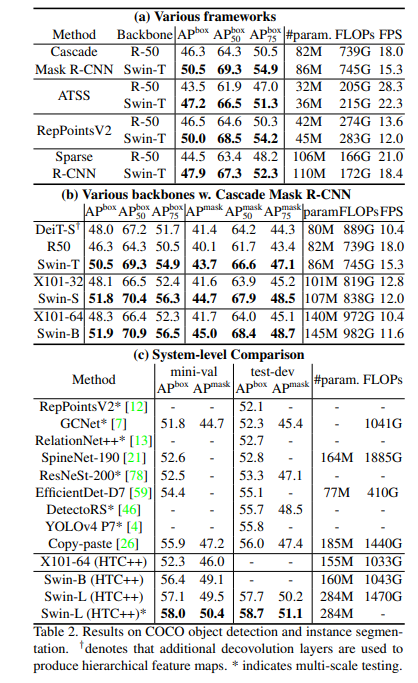 (a) Various frameworks
Method Backbone AP^box AP^box_50 AP^box_75 #param. FLOPs FPS
Cascade R-50 46.3 64.3 50.5 82M 739G 18.0
Mask R-CNN Swin-T 50.5 69.3 54.9 86M 745G 15.3
ATSS R-50 43.5 61.9 47.0 32M 205G 28.3
Swin-T 47.2 66.5 51.3 36M 215G 22.3
RepPointsV2 R-50 46.5 64.6 50.3 42M 274G 13.6
Swin-T 50.0 68.5 54.2 45M 283G 12.0
Sparse R-50 44.5 63.4 48.2 106M 166G 21.0
R-CNN Swin-T 47.9 67.3 52.3 110M 172G 18.4
(b) Various backbones w. Cascade Mask R-CNN
AP^box AP^box_50 AP^box_75 AP^mask AP^mask_50 AP^mask_75 param FLOPs FPS
DeiT-S† 48.0 67.2 51.7 41.4 64.2 44.3 80M 889G 10.4
R50 46.3 64.3 50.5 40.1 61.7 43.4 82M 739G 18.0
Swin-T 50.5 69.3 54.9 43.7 66.6 47.1 86M 745G 15.3
X101-32 48.1 66.5 52.4 41.6 63.9 45.2 101M 819G 12.8
Swin-S 51.8 70.4 56.3 44.7 67.9 48.5 107M 838G 12.0
X101-64 48.3 66.4 52.3 41.7 64.0 45.1 140M 972G 10.4
Swin-B 51.9 70.9 56.5 45.0 68.4 48.7 145M 982G 11.6
(c) System-level Comparison
Method mini-val test-dev #param. FLOPs
AP^box AP^mask AP^box AP^mask
RepPointsV2* [12] - - 52.1 - - -
GCNet* [7] 51.8 44.7 52.3 45.4 - 1041G
RelationNet++* [13] - - 52.7 - - -
SpineNet-190 [21] 52.6 - 52.8 - 164M 1885G
ResNeSt-200* [78] 52.5 - 53.3 47.1 - -
EfficientDet-D7 [59] 54.4 - 55.1 - 77M 410G
DetectoRS* [46] - - 55.7 48.5 - -
YOLOv4 P7* [4] - - 55.8 - - -
Copy-paste [26] 55.9 47.2 56.0 47.4 185M 1440G
X101-64 (HTC++) 52.3 46.0 - - 155M 1033G
Swin-B (HTC++) 56.4 49.1 - - 160M 1043G
Swin-L (HTC++) 57.1 49.5 57.7 50.2 284M 1470G
Swin-L (HTC++)* 58.0 50.4 58.7 51.1 284M -
Table 2. Results on COCO object detection and instance segmen-
tation. †denotes that additional decovolution layers are used to
produce hierarchical feature maps. * indicates multi-scale testing.